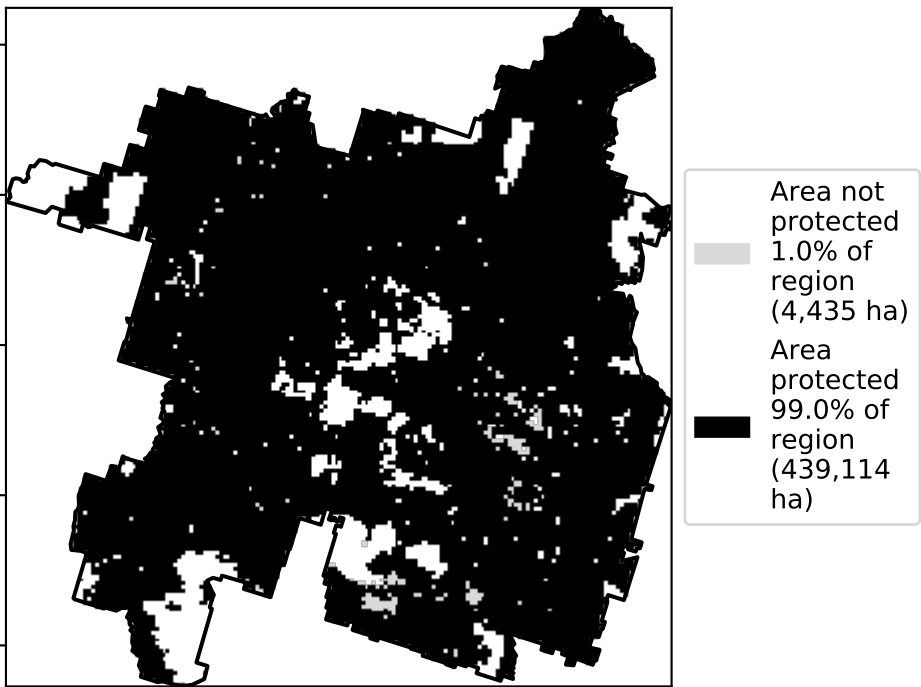 Area not
protected
1.0% of
region
(4,435 ha)
Area
protected
99.0% of
region
(439,114
ha)